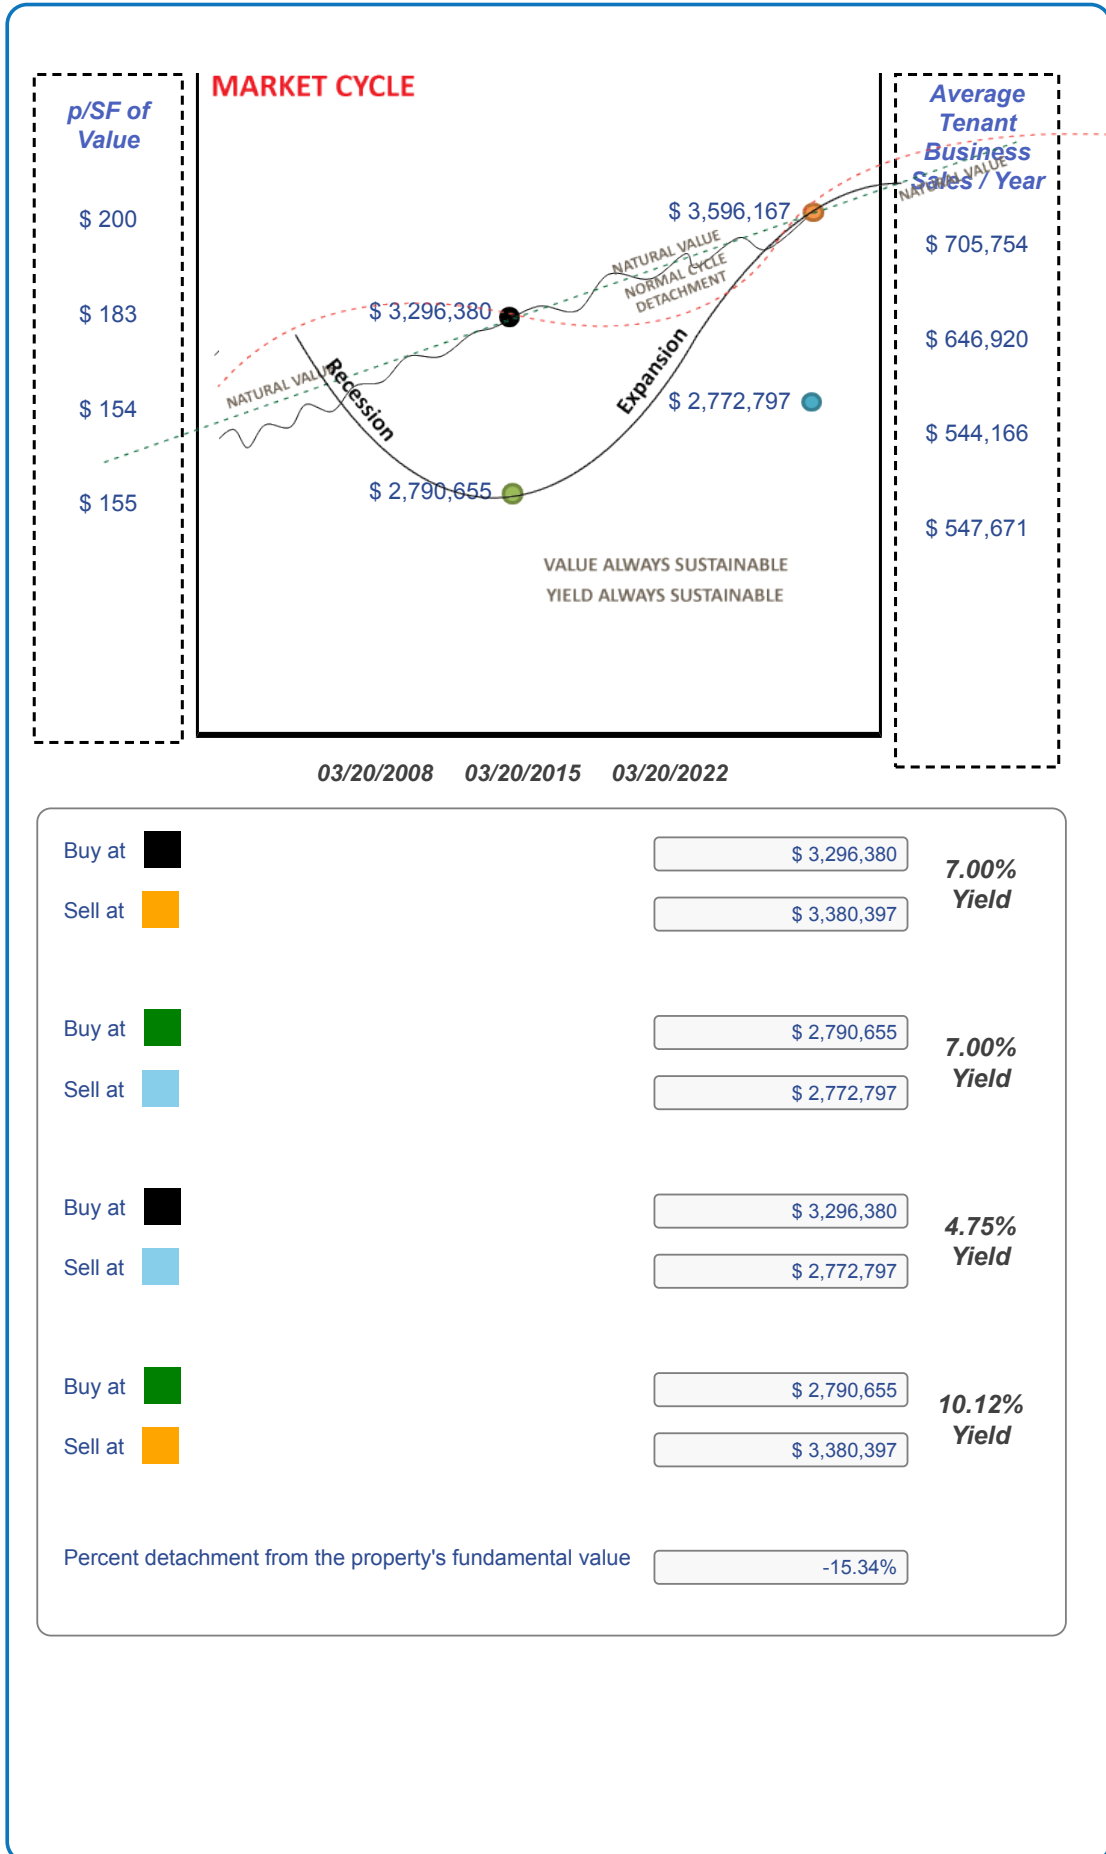 MARKET CYCLE
p/SF of
Value
$ 200
$ 183
$ 154
$ 155
Average
Tenant
Business
Sales / Year
$ 705,754
$ 646,920
$ 544,166
$ 547,671
NATURAL VALUE
$ 3,596,167
NATURAL VALUE
NORMAL CYCLE
DETACHMENT
$ 3,296,380
NATURAL VALUE
Recession
Expansion
$ 2,772,797
$ 2,790,655
VALUE ALWAYS SUSTAINABLE
YIELD ALWAYS SUSTAINABLE
03/20/2008 03/20/2015 03/20/2022
Buy at
$ 3,296,380
Sell at
$ 3,380,397
7.00%
Yield
Buy at
$ 2,790,655
Sell at
$ 2,772,797
7.00%
Yield
Buy at
$ 3,296,380
Sell at
$ 2,772,797
4.75%
Yield
Buy at
$ 2,790,655
Sell at
$ 3,380,397
10.12%
Yield
Percent detachment from the property's fundamental value
-15.34%